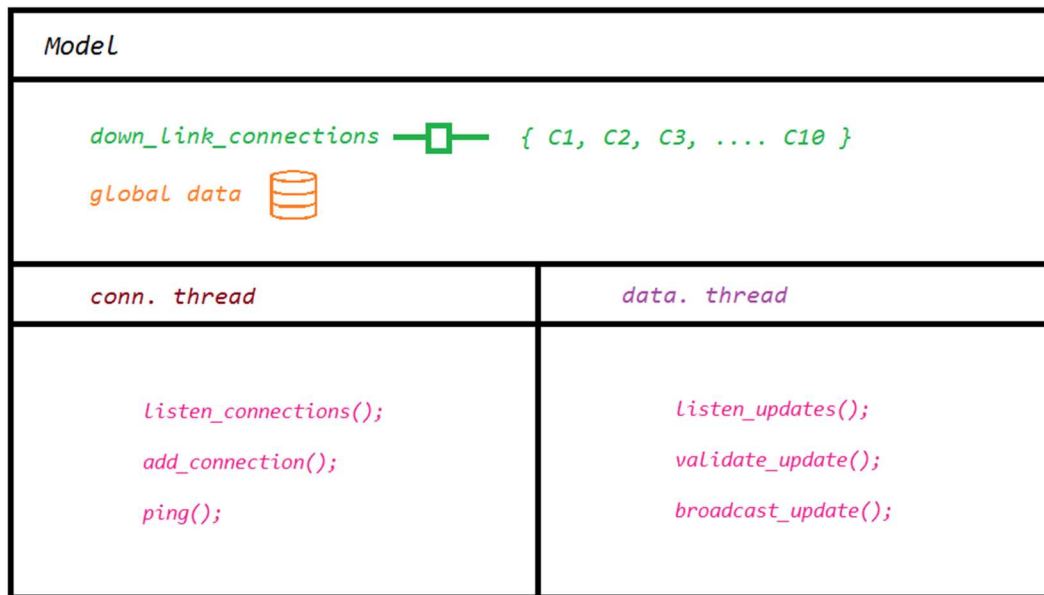 Model
down_link_connections { C1, C2, C3, .... C10 }
global data
conn. thread
data. thread
listen_connections();
add_connection();
ping();
listen_updates();
validate_update();
broadcast_update();